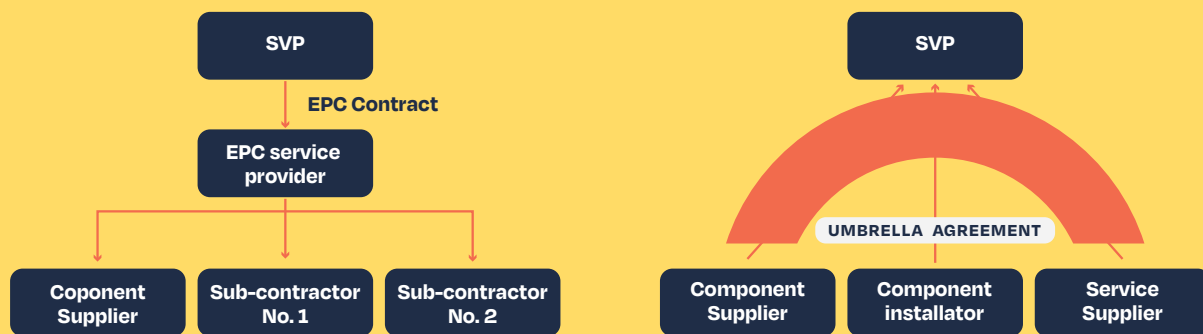 SVP
EPC Contract
EPC service
provider
Coponent
Supplier
Sub-contractor
No. 1
Sub-contractor
No. 2
SVP
UMBRELLA AGREEMENT
Component
Supplier
Component
installator
Service
Supplier